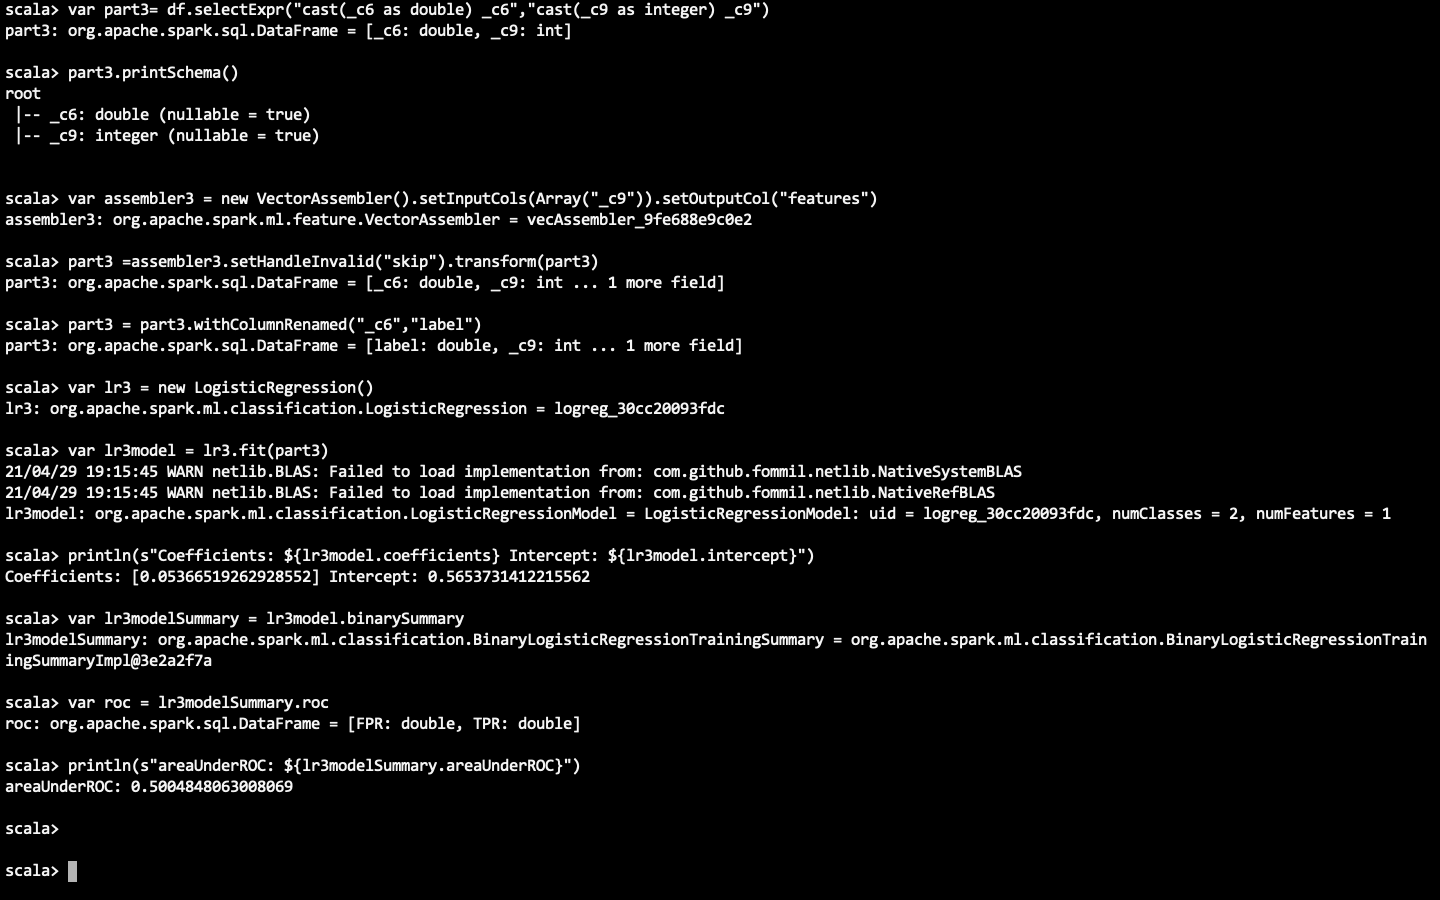 scala> var part3= df.selectExpr("cast(_c6 as double) _c6","cast(_c9 as integer) _c9")
part3: org.apache.spark.sql.DataFrame = [_c6: double, _c9: int]
scala> part3.printSchema()
root
 |-- _c6: double (nullable = true)
 |-- _c9: integer (nullable = true)
scala> var assembler3 = new VectorAssembler().setInputCols(Array("_c9")).setOutputCol("features")
assembler3: org.apache.spark.ml.feature.VectorAssembler = vecAssembler_9fe688e9c0e2
scala> part3 =assembler3.setHandleInvalid("skip").transform(part3)
part3: org.apache.spark.sql.DataFrame = [_c6: double, _c9: int ... 1 more field]
scala> part3 = part3.withColumnRenamed("_c6","label")
part3: org.apache.spark.sql.DataFrame = [label: double, _c9: int ... 1 more field]
scala> var lr3 = new LogisticRegression()
lr3: org.apache.spark.ml.classification.LogisticRegression = logreg_30cc20093fdc
scala> var lr3model = lr3.fit(part3)
21/04/29 19:15:45 WARN netlib.BLAS: Failed to load implementation from: com.github.fommil.netlib.NativeSystemBLAS
21/04/29 19:15:45 WARN netlib.BLAS: Failed to load implementation from: com.github.fommil.netlib.NativeRefBLAS
lr3model: org.apache.spark.ml.classification.LogisticRegressionModel = LogisticRegressionModel: uid = logreg_30cc20093fdc, numClasses = 2, numFeatures = 1
scala> println(s"Coefficients: ${lr3model.coefficients} Intercept: ${lr3model.intercept}")
Coefficients: [0.05366519262928552] Intercept: 0.5653731412215562
scala> var lr3modelSummary = lr3model.binarySummary
lr3modelSummary: org.apache.spark.ml.classification.BinaryLogisticRegressionTrainingSummary = org.apache.spark.ml.classification.BinaryLogisticRegressionTrain
ingSummaryImpl@3e2a2f7a
scala> var roc = lr3modelSummary.roc
roc: org.apache.spark.sql.DataFrame = [FPR: double, TPR: double]
scala> println(s"areaUnderROC: ${lr3modelSummary.areaUnderROC}")
areaUnderROC: 0.5004848063008069
scala>
scala>